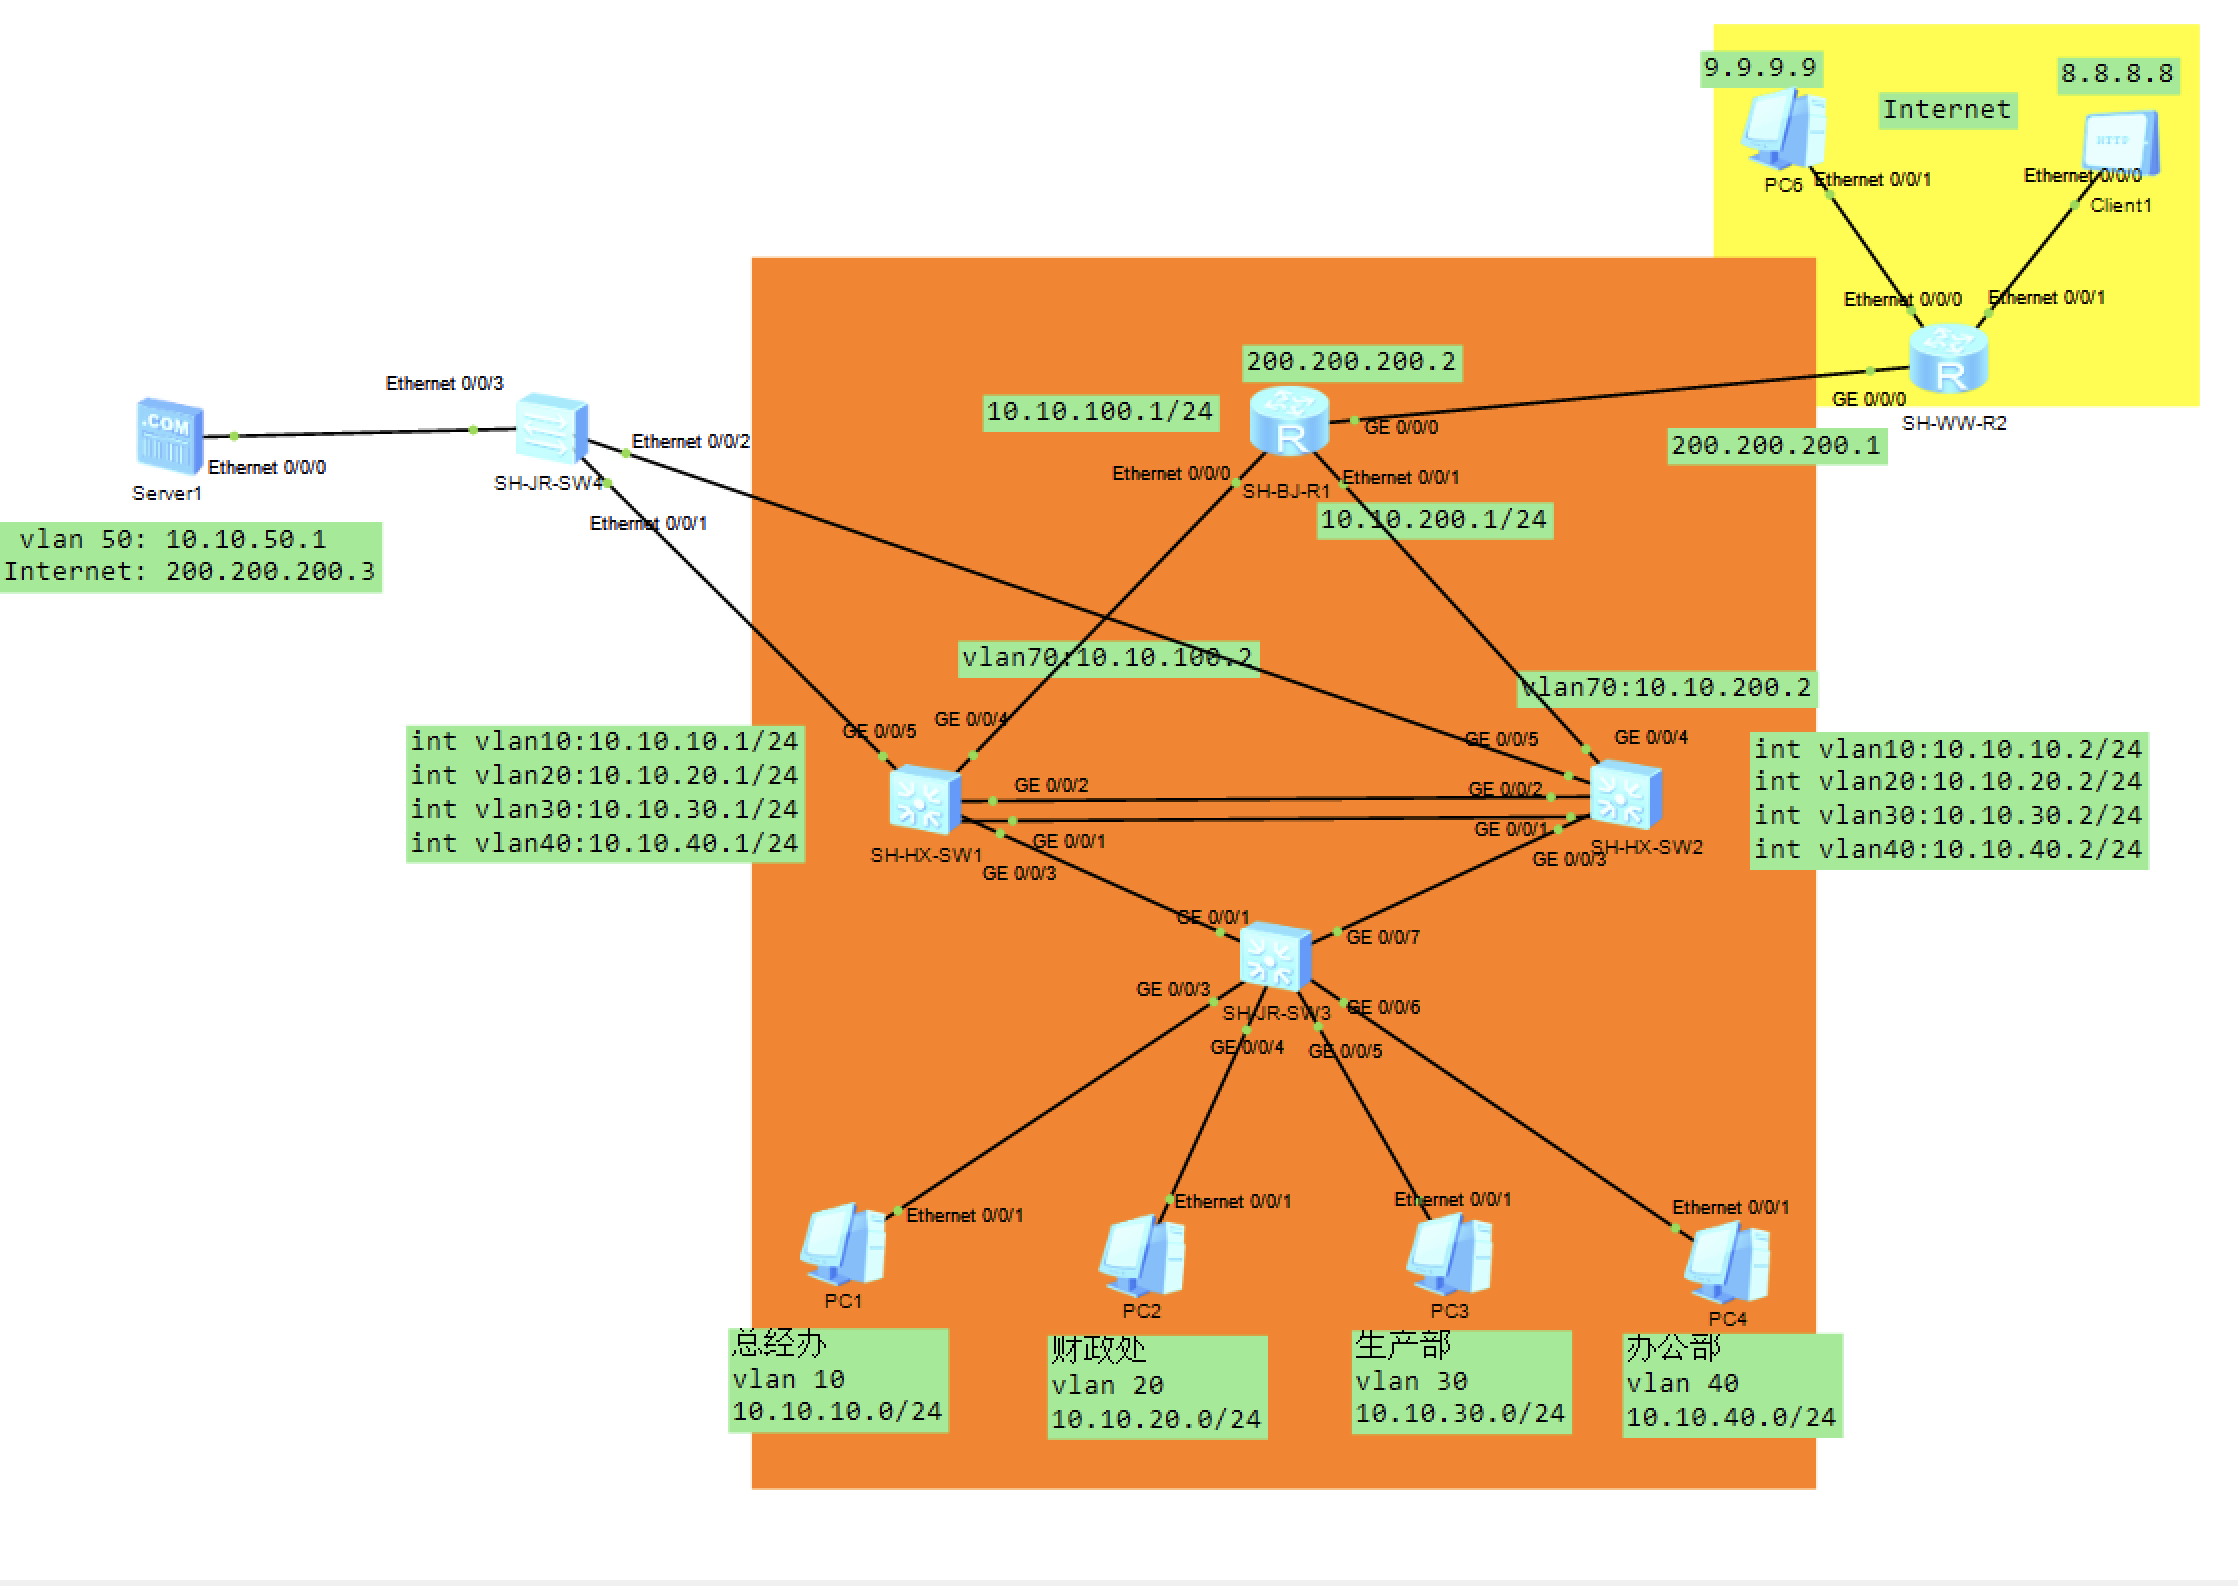 9.9.9.9
8.8.8.8
Internet
HTTP
PC6
Ethernet 0/0/1
Ethernet 0/0/0
Client1
Ethernet 0/0/0
Ethernet 0/0/1
R
GE 0/0/0
SH-WW-R2
200.200.200.1
200.200.200.2
10.10.100.1/24
R
GE 0/0/0
Ethernet 0/0/0
SH-BJ-R1
Ethernet 0/0/1
10.10.200.1/24
Ethernet 0/0/3
.COM
Ethernet 0/0/0
Server1
Ethernet 0/0/2
SH-JR-SW4
Ethernet 0/0/1
vlan 50: 10.10.50.1
Internet: 200.200.200.3
vlan70:10.10.100.2
vlan70:10.10.200.2
GE 0/0/5
GE 0/0/4
GE 0/0/5
GE 0/0/4
int vlan10:10.10.10.1/24
int vlan20:10.10.20.1/24
int vlan30:10.10.30.1/24
int vlan40:10.10.40.1/24
int vlan10:10.10.10.2/24
int vlan20:10.10.20.2/24
int vlan30:10.10.30.2/24
int vlan40:10.10.40.2/24
GE 0/0/2
GE 0/0/2
GE 0/0/1
GE 0/0/1
SH-HX-SW1
SH-HX-SW2
GE 0/0/3
GE 0/0/3
GE 0/0/1
GE 0/0/7
GE 0/0/3
SH-JR-SW3
GE 0/0/6
GE 0/0/4
GE 0/0/5
Ethernet 0/0/1
Ethernet 0/0/1
Ethernet 0/0/1
Ethernet 0/0/1
PC1
PC2
PC3
PC4
总经办
vlan 10
10.10.10.0/24
财政处
vlan 20
10.10.20.0/24
生产部
vlan 30
10.10.30.0/24
办公部
vlan 40
10.10.40.0/24